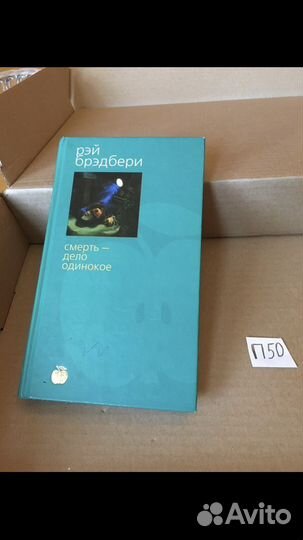 рэй
брэдбери
смерть –
дело
одинокое
П50
Avito